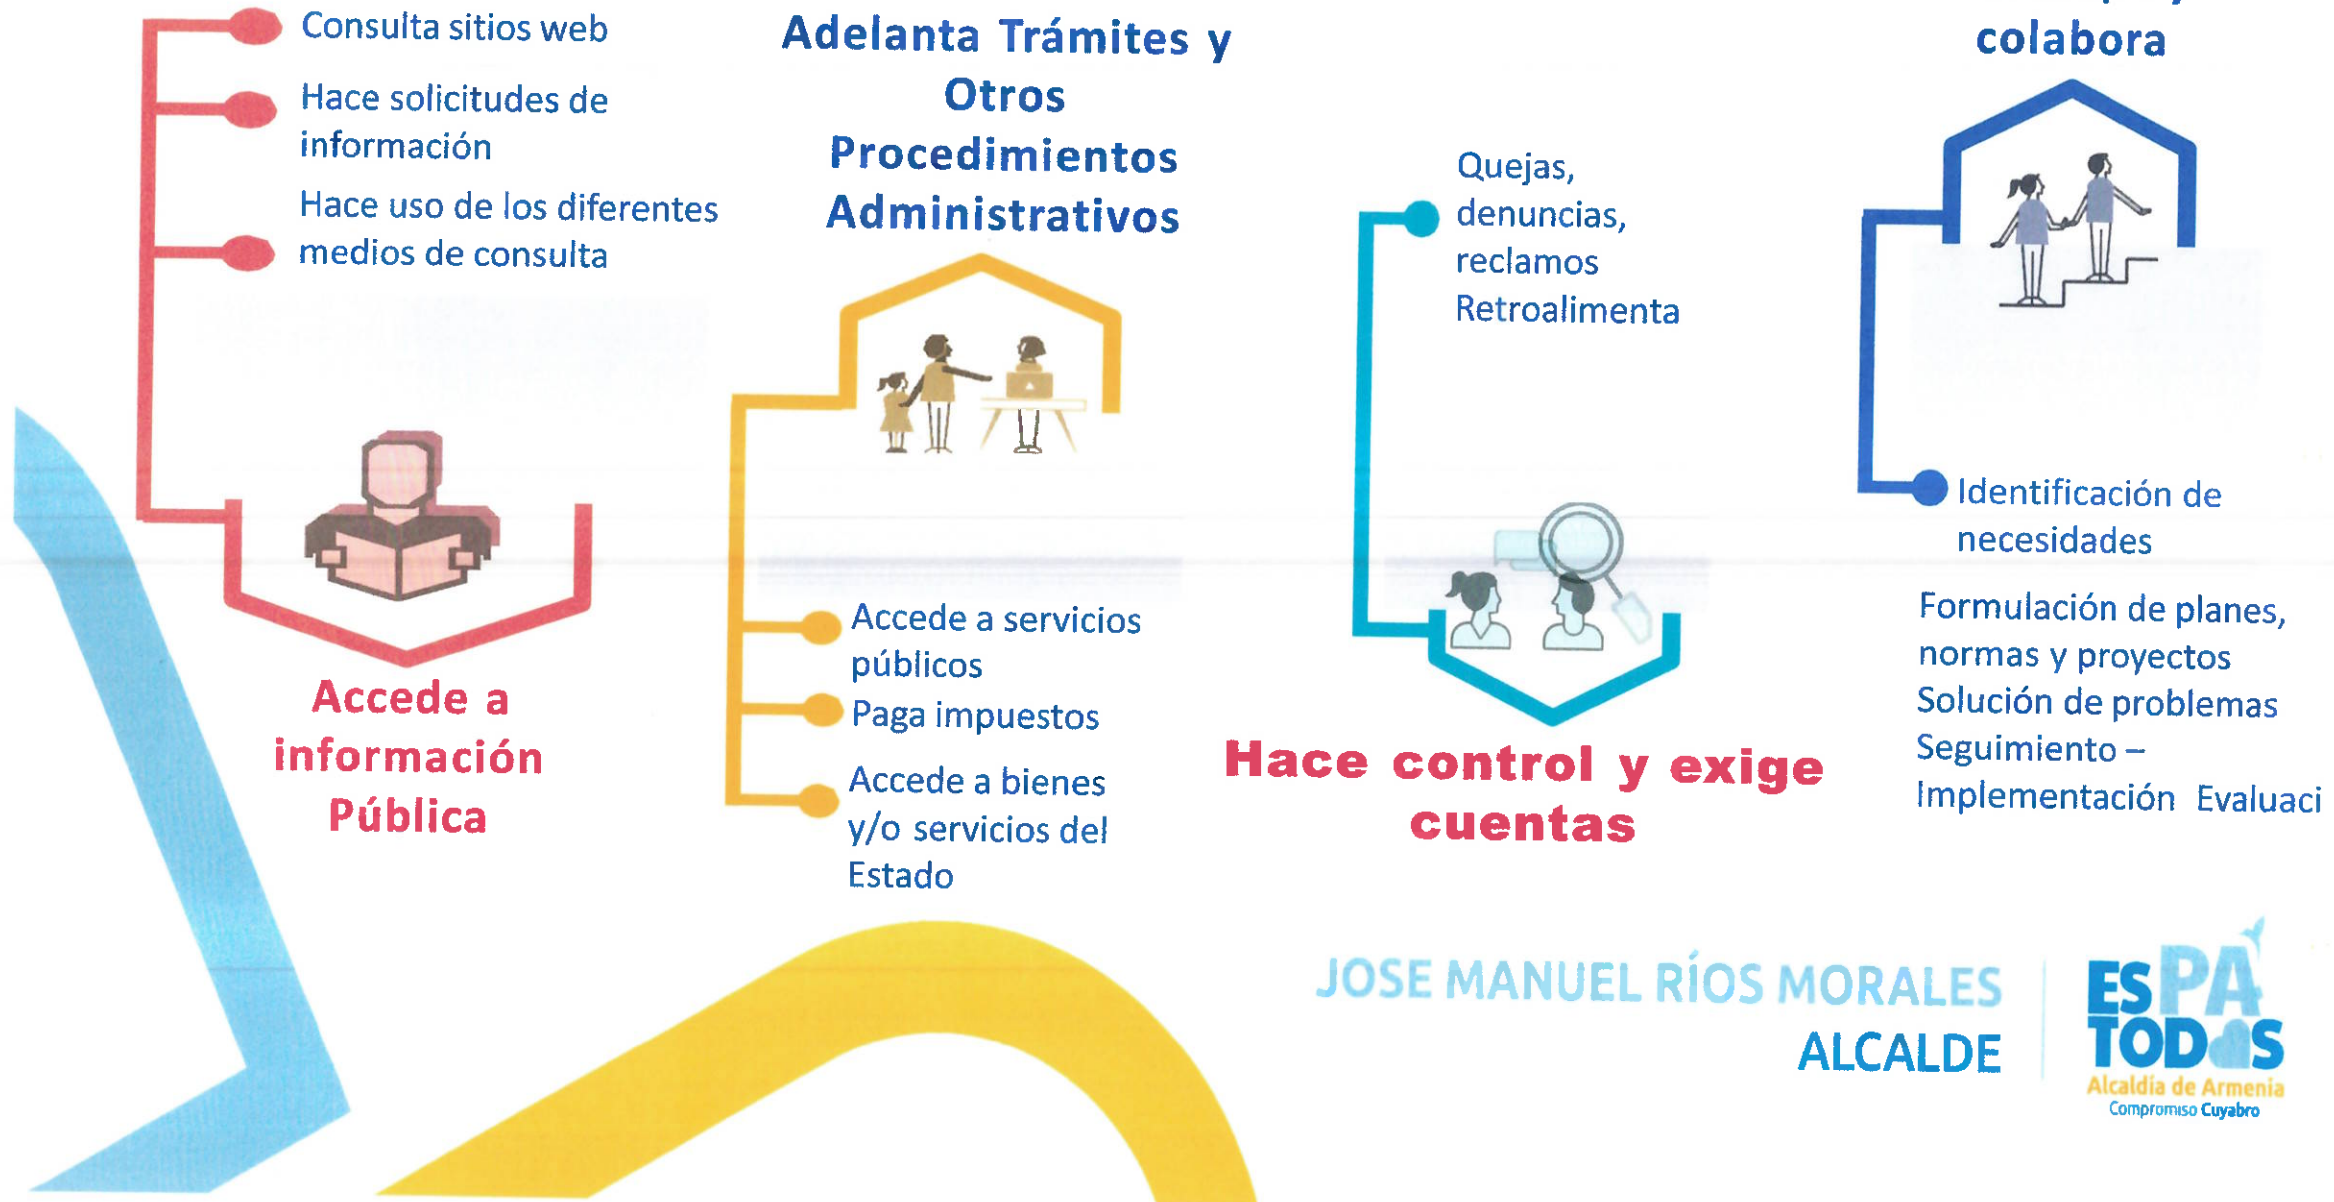 Consulta sitios web
Hace solicitudes de
información
Hace uso de los diferentes
medios de consulta
Accede a
información
Pública
Adelanta Trámites y
Otros
Procedimientos
Administrativos
Accede a servicios
públicos
Paga impuestos
Accede a bienes
y/o servicios del
Estado
Quejas,
denuncias,
reclamos
Retroalimenta
Hace control y exige
cuentas
colabora
Identificación de
necesidades
Formulación de planes,
normas y proyectos
Solución de problemas
Seguimiento –
Implementación Evaluaci
JOSE MANUEL RÍOS MORALES
ALCALDE
ES PA
TODOS
Alcaldía de Armenia
Compromiso Cuyabro